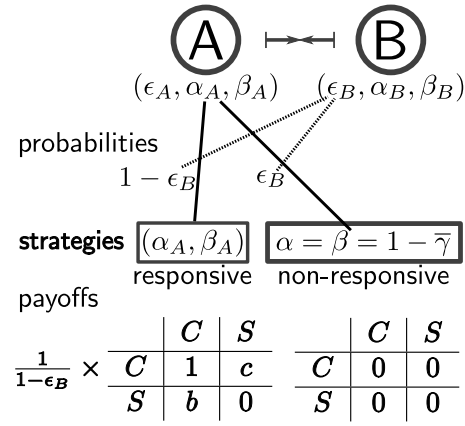 A B
(ϵ_A, α_A, β_A) (ϵ_B, α_B, β_B)
probabilities
1 − ϵ_B ϵ_B
strategies (α_A, β_A) α = β = 1 − γ̅
responsive non-responsive
payoffs
C S C S
1/(1−ϵ_B) × C 1 c C 0 0
S b 0 S 0 0